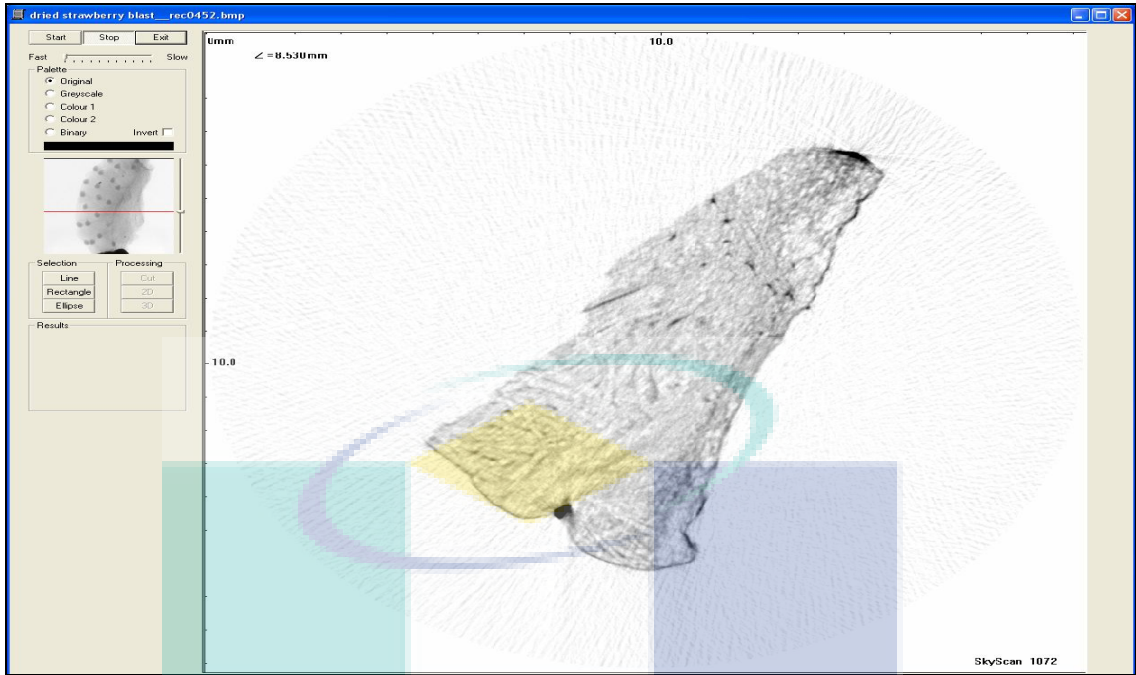 dried strawberry blast__rec0452.bmp
Start Stop Exit
Fast Slow
Palette
Original
Greyscale
Colour 1
Colour 2
Binary Invert
Selection Processing
Line Cut
Rectangle 2D
Ellipse 3D
Results
0mm 10.0
∠ =8.530mm
10.0
SkyScan 1072